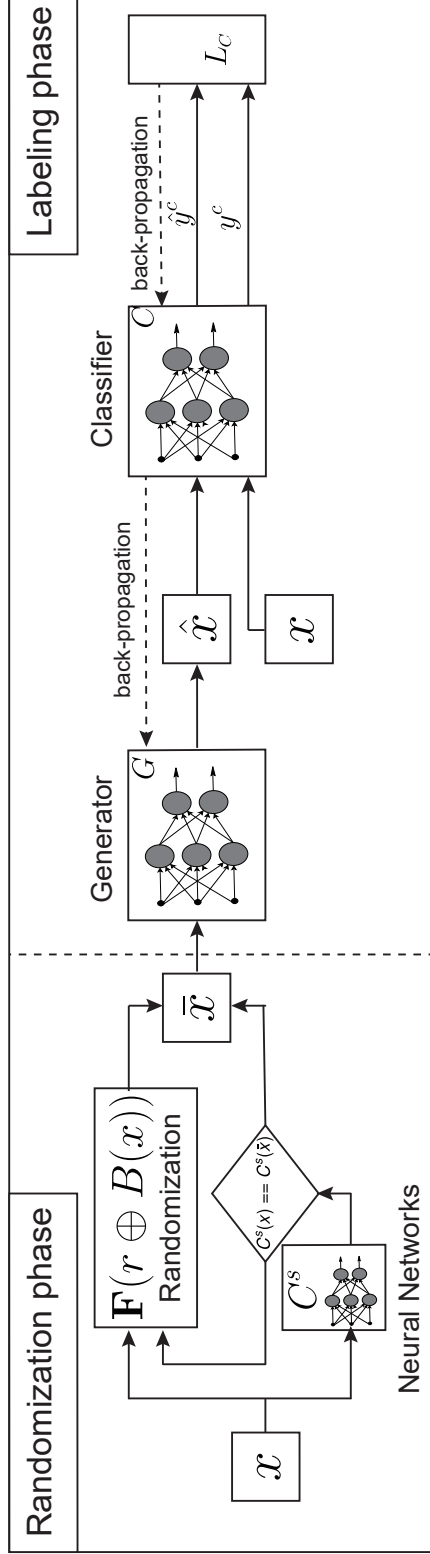 Randomization phase
Labeling phase
x
F(r ⊕ B(x))
Randomization
C^s(x) == C^s(x̄)
C^s
Neural Networks
x̄
Generator
G
back-propagation
x̂
x
Classifier
C
back-propagation
ŷ^c
y^c
L_C